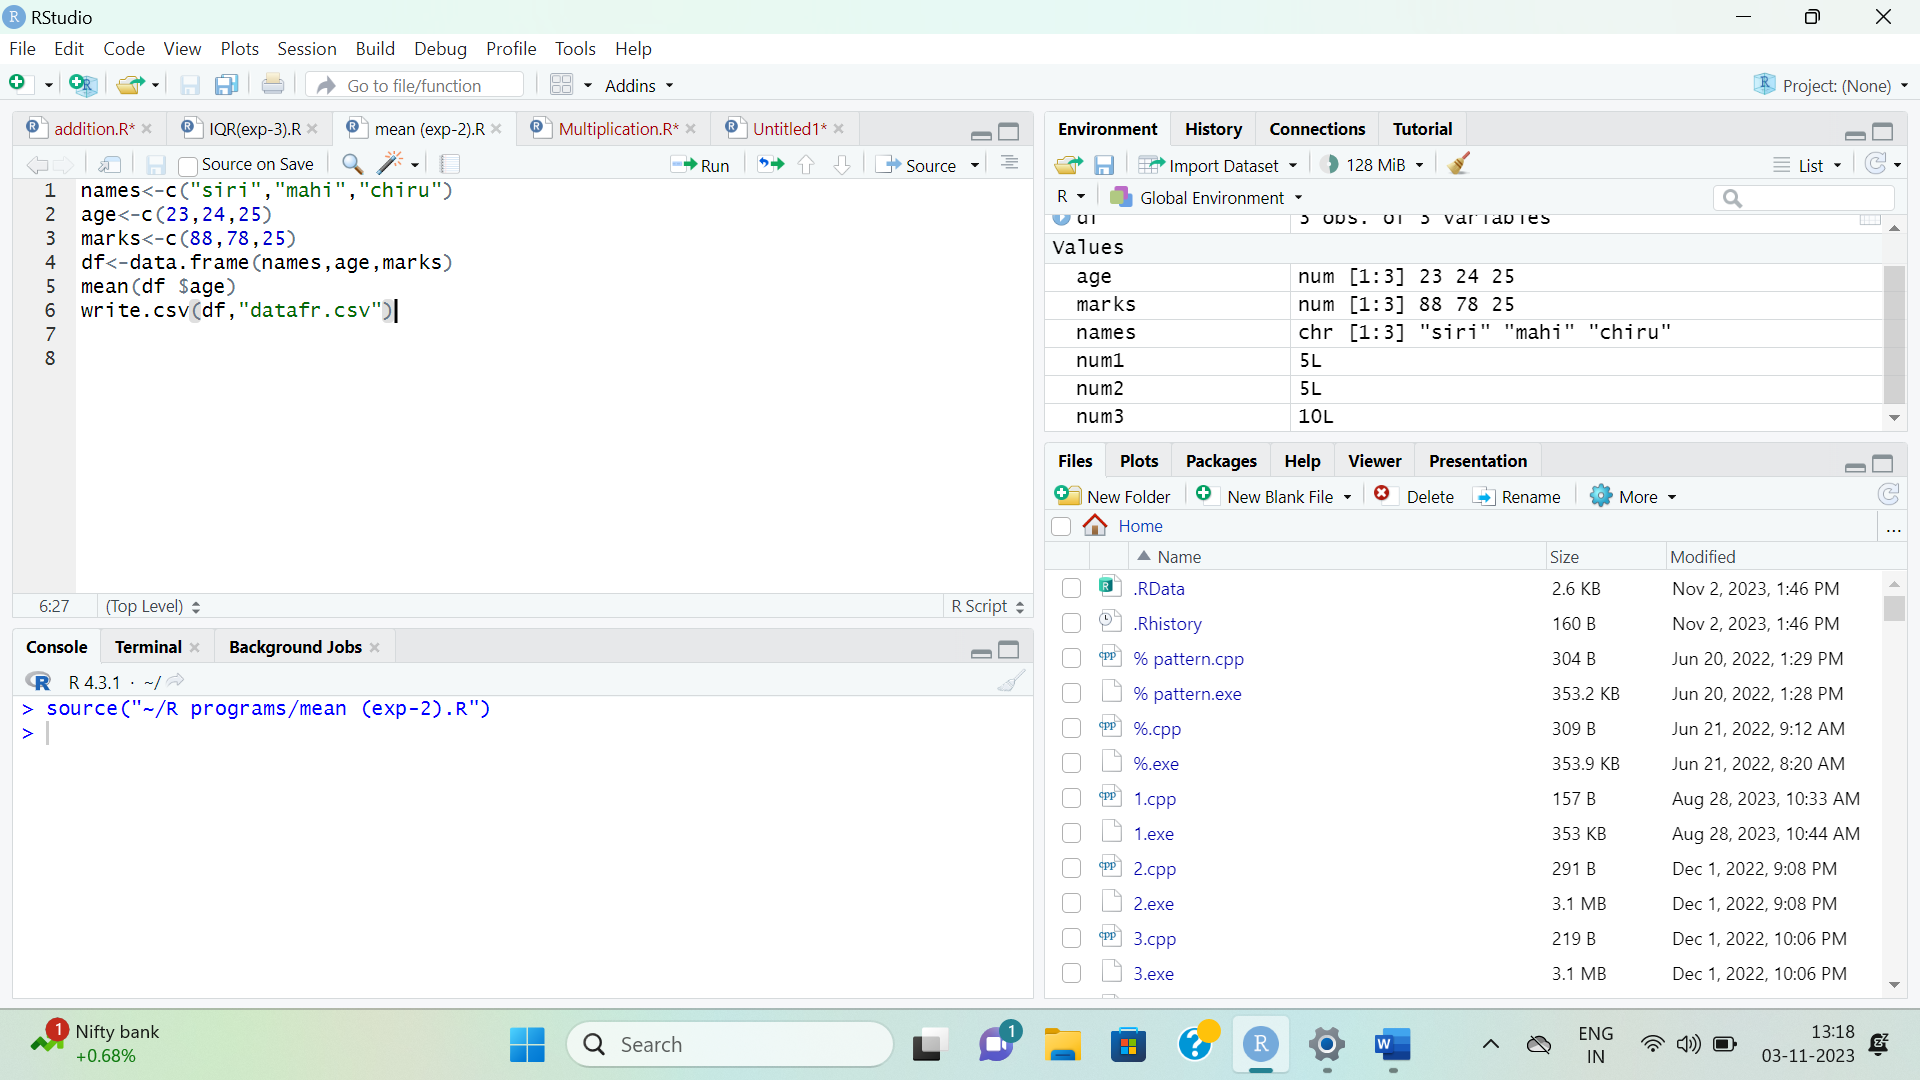 RStudio
File Edit Code View Plots Session Build Debug Profile Tools Help
Go to file/function Addins Project: (None)
addition.R* IQR(exp-3).R mean (exp-2).R Multiplication.R* Untitled1*
Source on Save Run Source
1 names<-c("siri","mahi","chiru")
2 age<-c(23,24,25)
3 marks<-c(88,78,25)
4 df<-data.frame(names,age,marks)
5 mean(df $age)
6 write.csv(df,"datafr.csv")
7
8
6:27 (Top Level) R Script
Console Terminal Background Jobs
R 4.3.1 · ~/
> source("~/R programs/mean (exp-2).R")
>
Environment History Connections Tutorial
Import Dataset 128 MiB List
R Global Environment
df 3 obs. of 3 variables
Values
age num [1:3] 23 24 25
marks num [1:3] 88 78 25
names chr [1:3] "siri" "mahi" "chiru"
num1 5L
num2 5L
num3 10L
Files Plots Packages Help Viewer Presentation
New Folder New Blank File Delete Rename More
Home ...
Name Size Modified
.RData 2.6 KB Nov 2, 2023, 1:46 PM
.Rhistory 160 B Nov 2, 2023, 1:46 PM
% pattern.cpp 304 B Jun 20, 2022, 1:29 PM
% pattern.exe 353.2 KB Jun 20, 2022, 1:28 PM
%.cpp 309 B Jun 21, 2022, 9:12 AM
%.exe 353.9 KB Jun 21, 2022, 8:20 AM
1.cpp 157 B Aug 28, 2023, 10:33 AM
1.exe 353 KB Aug 28, 2023, 10:44 AM
2.cpp 291 B Dec 1, 2022, 9:08 PM
2.exe 3.1 MB Dec 1, 2022, 9:08 PM
3.cpp 219 B Dec 1, 2022, 10:06 PM
3.exe 3.1 MB Dec 1, 2022, 10:06 PM
1 Nifty bank
+0.68%
Search
1
ENG
IN
13:18
03-11-2023